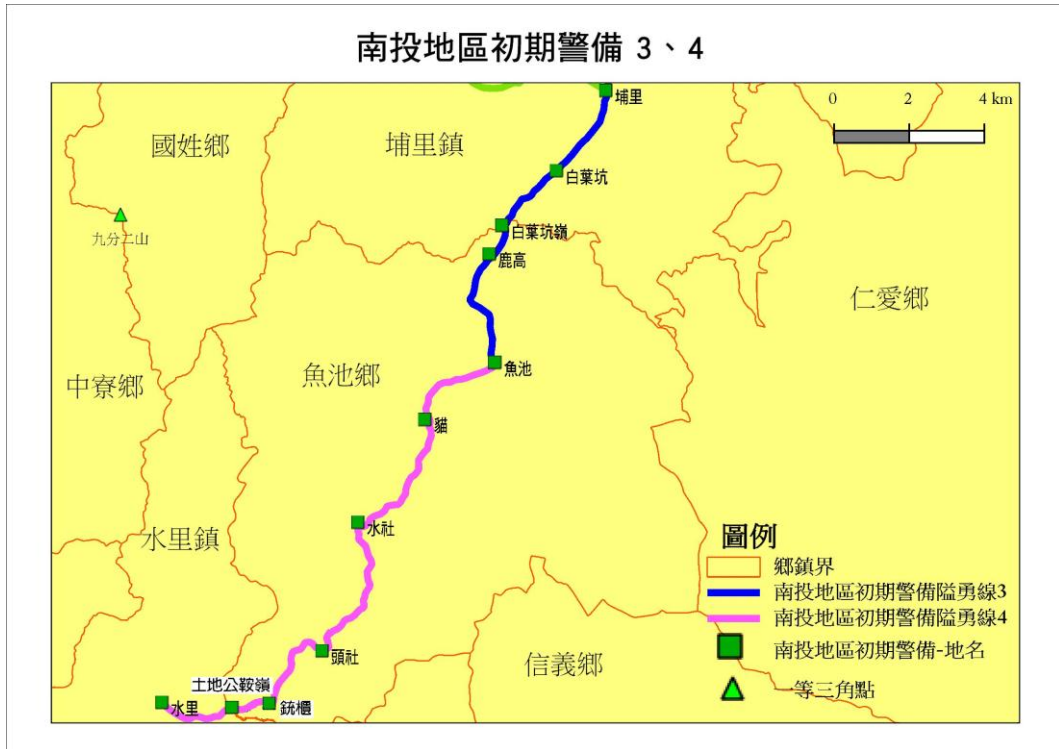 南投地區初期警備 3、4
埔里
0 2 4 km
國姓鄉
埔里鎮
白葉坑
九分二山
白葉坑嶺
鹿高
仁愛鄉
魚池鄉
魚池
中寮鄉
貓
水社
水里鎮
圖例
鄉鎮界
南投地區初期警備隘勇線3
南投地區初期警備隘勇線4
南投地區初期警備-地名
一等三角點
頭社
信義鄉
土地公鞍嶺
水里
銃櫃